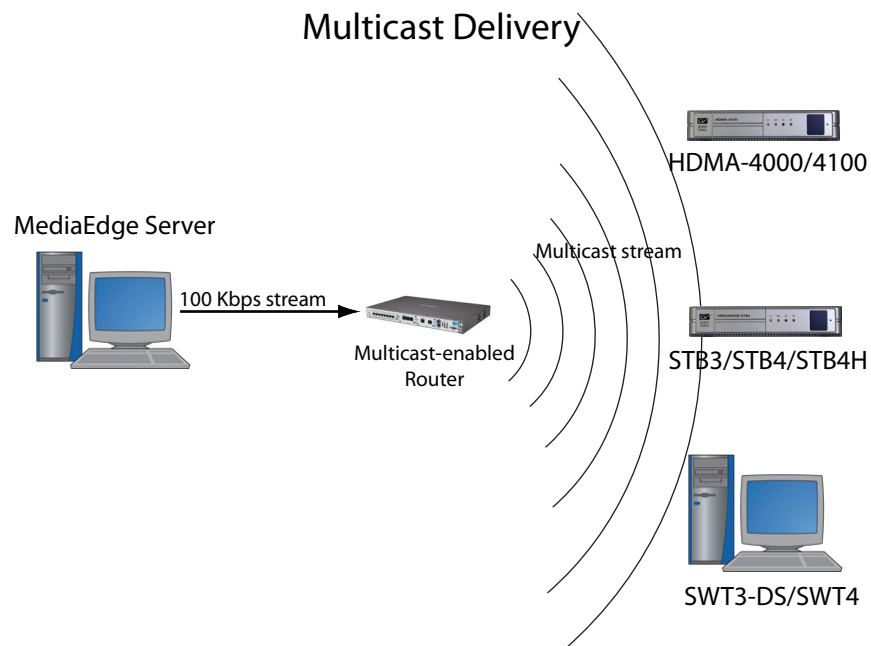 Multicast Delivery
HDMA-4000/4100
MediaEdge Server
Multicast stream
100 Kbps stream
Multicast-enabled
Router
STB3/STB4/STB4H
SWT3-DS/SWT4